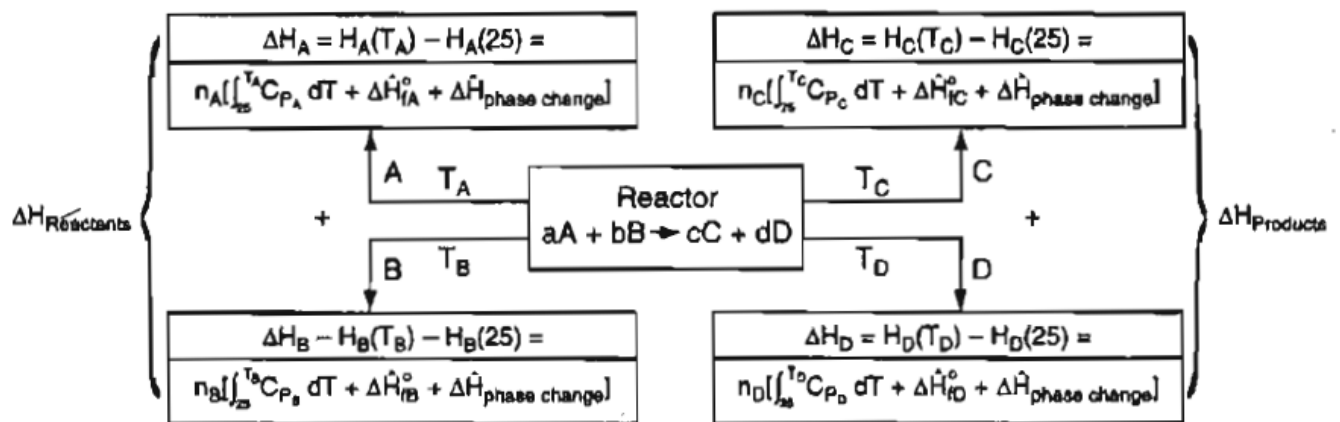 ΔH_A = H_A(T_A) – H_A(25) =
n_A[∫_25^T_A C_P_A dT + ΔĤ°_fA + ΔĤ_phase change]
ΔH_C = H_C(T_C) – H_C(25) =
n_C[∫_25^T_C C_P_C dT + ΔĤ°_fC + ΔĤ_phase change]
ΔH_Reactants
+
A
T_A
B
T_B
Reactor
aA + bB → cC + dD
T_C
C
T_D
D
+
ΔH_Products
ΔH_B – H_B(T_B) – H_B(25) =
n_B[∫_25^T_B C_P_B dT + ΔĤ°_fB + ΔĤ_phase change]
ΔH_D = H_D(T_D) – H_D(25) =
n_D[∫_25^T_D C_P_D dT + ΔĤ°_fD + ΔĤ_phase change]